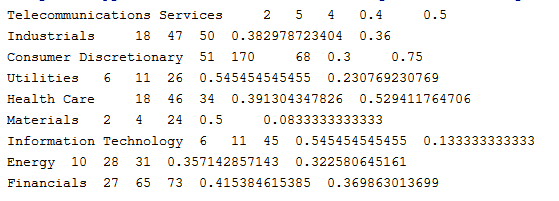 Telecommunications Services 2 5 4 0.4 0.5
Industrials 18 47 50 0.382978723404 0.36
Consumer Discretionary 51 170 68 0.3 0.75
Utilities 6 11 26 0.545454545455 0.230769230769
Health Care 18 46 34 0.391304347826 0.529411764706
Materials 2 4 24 0.5 0.0833333333333
Information Technology 6 11 45 0.545454545455 0.133333333333
Energy 10 28 31 0.357142857143 0.322580645161
Financials 27 65 73 0.415384615385 0.369863013699